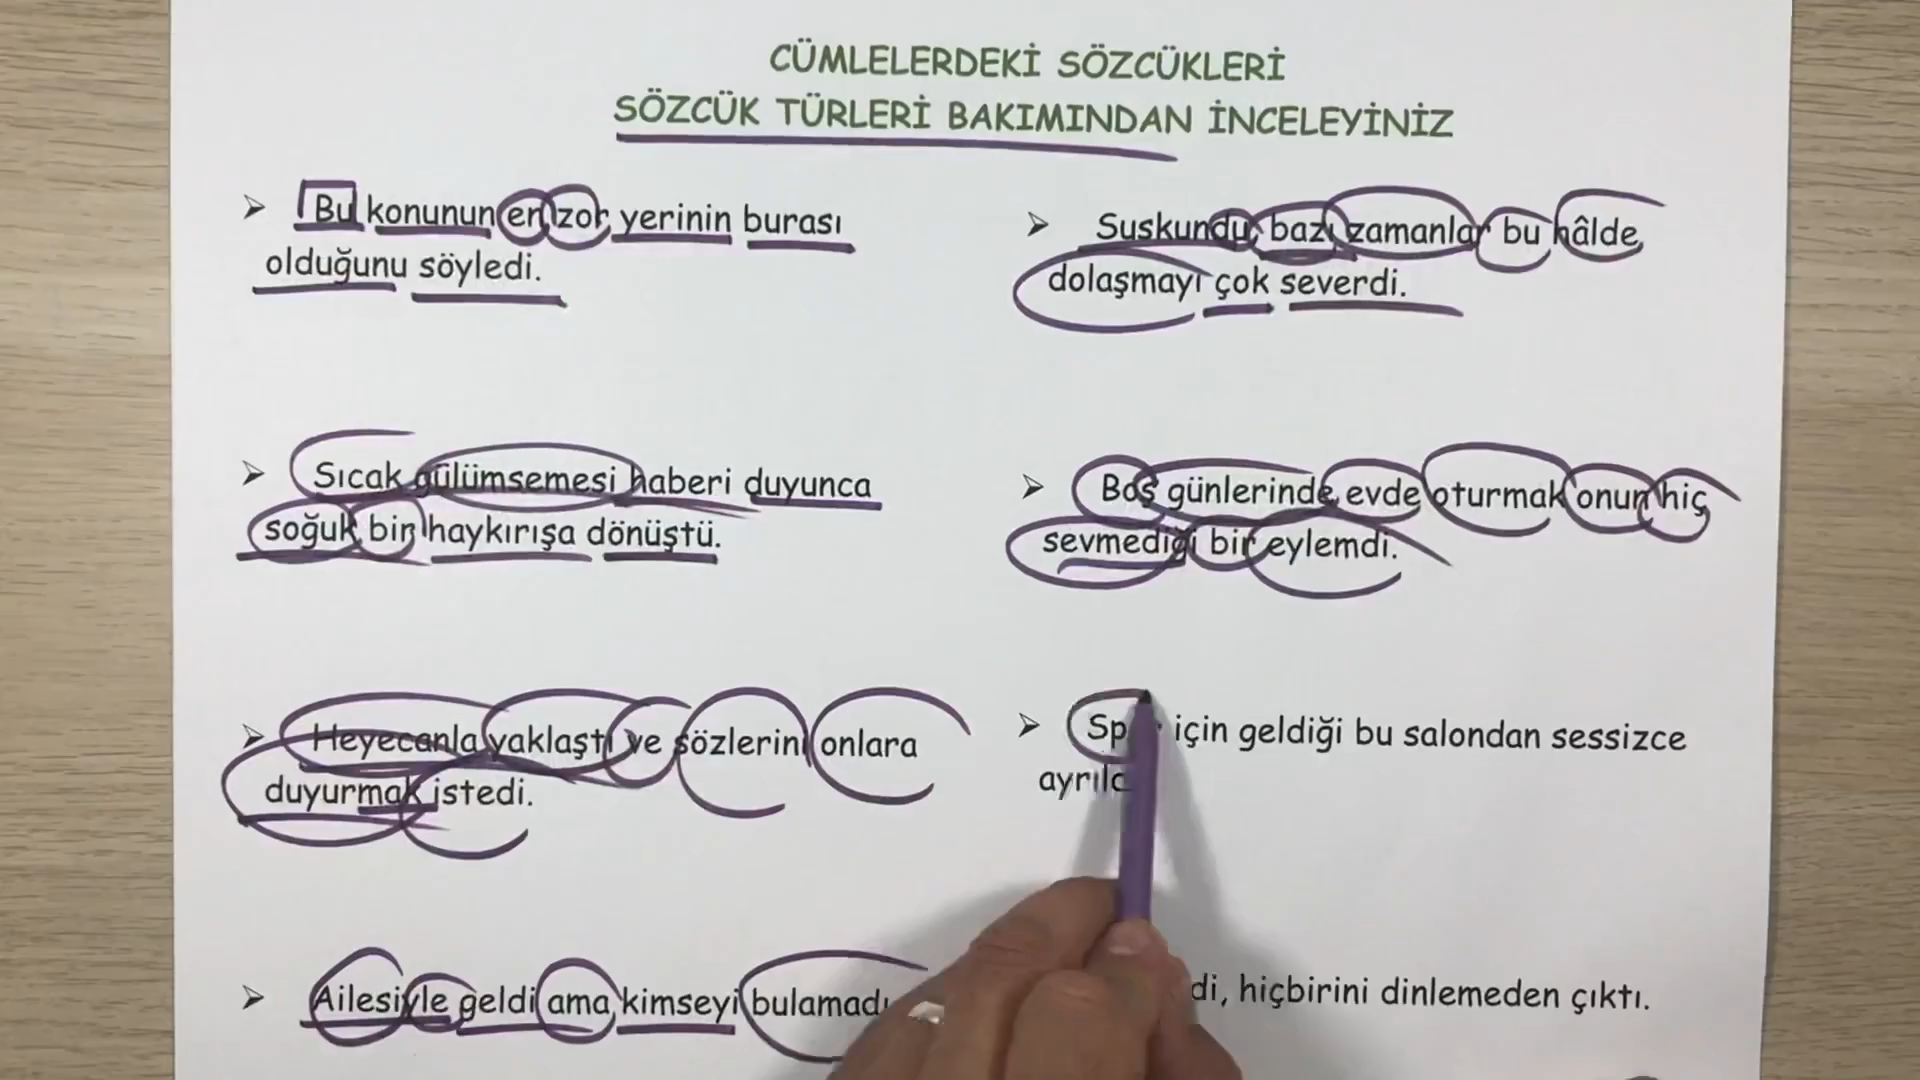 CÜMLELERDEKİ SÖZCÜKLERİ
SÖZCÜK TÜRLERİ BAKIMINDAN İNCELEYİNİZ
Bu konunun en zor yerinin burası
olduğunu söyledi.
Sıcak gülümsemesi haberi duyunca
soğuk bir haykırışa dönüştü.
Heyecanla yaklaştı ve sözlerini onlara
duyurmak istedi.
Ailesiyle geldi ama kimseyi bulamadı
Suskundu, bazı zamanlar bu hâlde
dolaşmayı çok severdi.
Boş günlerinde evde oturmak onun hiç
sevmediği bir eylemdi.
için geldiği bu salondan sessizce
hiçbirini dinlemeden çıktı.